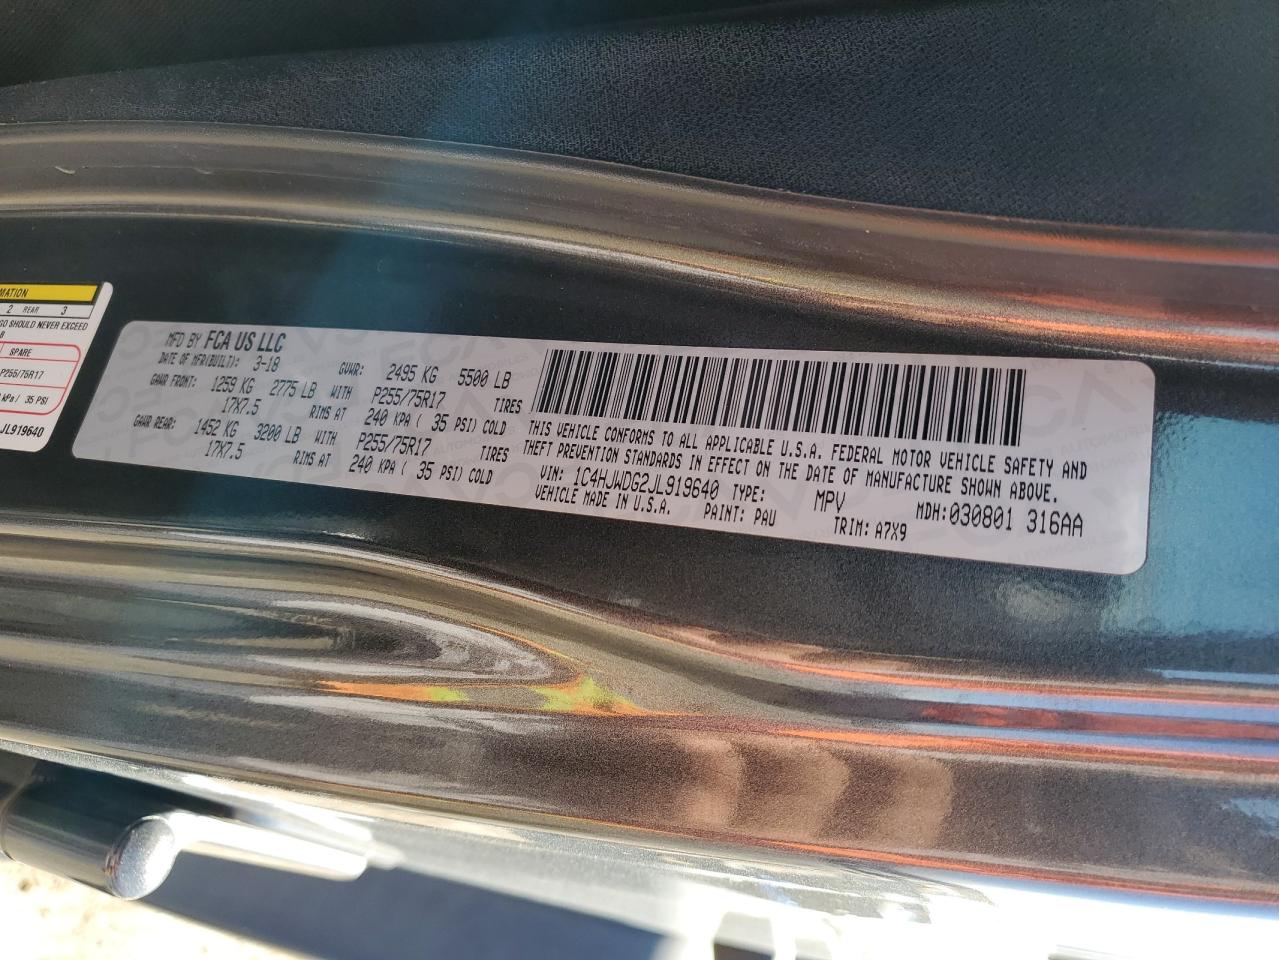 MATION
2 REAR 3
GO SHOULD NEVER EXCEED
SPARE
P255/75R17
kPa/ 35 PSI
JL919640
MFD BY FCA US LLC
DATE OF MFR(BUILT): 3-18 GVWR: 2495 KG 5500 LB
GAWR FRONT: 1259 KG 2775 LB WITH P255/75R17 TIRES
17X7.5 RIMS AT 240 KPA ( 35 PSI) COLD
GAWR REAR: 1452 KG 3200 LB WITH P255/75R17 TIRES
17X7.5 RIMS AT 240 KPA ( 35 PSI) COLD
THIS VEHICLE CONFORMS TO ALL APPLICABLE U.S.A. FEDERAL MOTOR VEHICLE SAFETY AND
THEFT PREVENTION STANDARDS IN EFFECT ON THE DATE OF MANUFACTURE SHOWN ABOVE.
VIN: 1C4HJWDG2JL919640 TYPE: MPV MDH:030801 316AA
VEHICLE MADE IN U.S.A. PAINT: PAU TRIM: A7X9